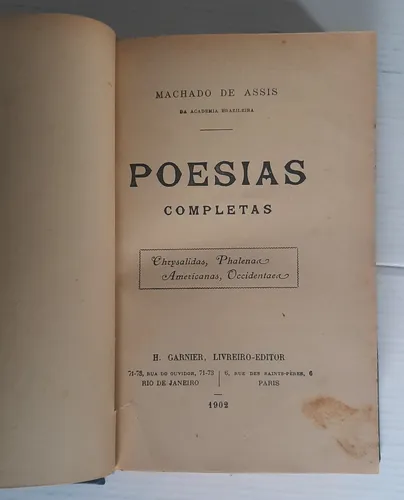 MACHADO DE ASSIS
DA ACADEMIA BRAZILEIRA
POESIAS
COMPLETAS
Chrysalidas, Phalenas
Americanas, Occidentaes
H. GARNIER, LIVREIRO-EDITOR
71-73, RUA DO OUVIDOR, 71-73
RIO DE JANEIRO
6, RUE DES SAINTS-PÈRES, 6
PARIS
1902